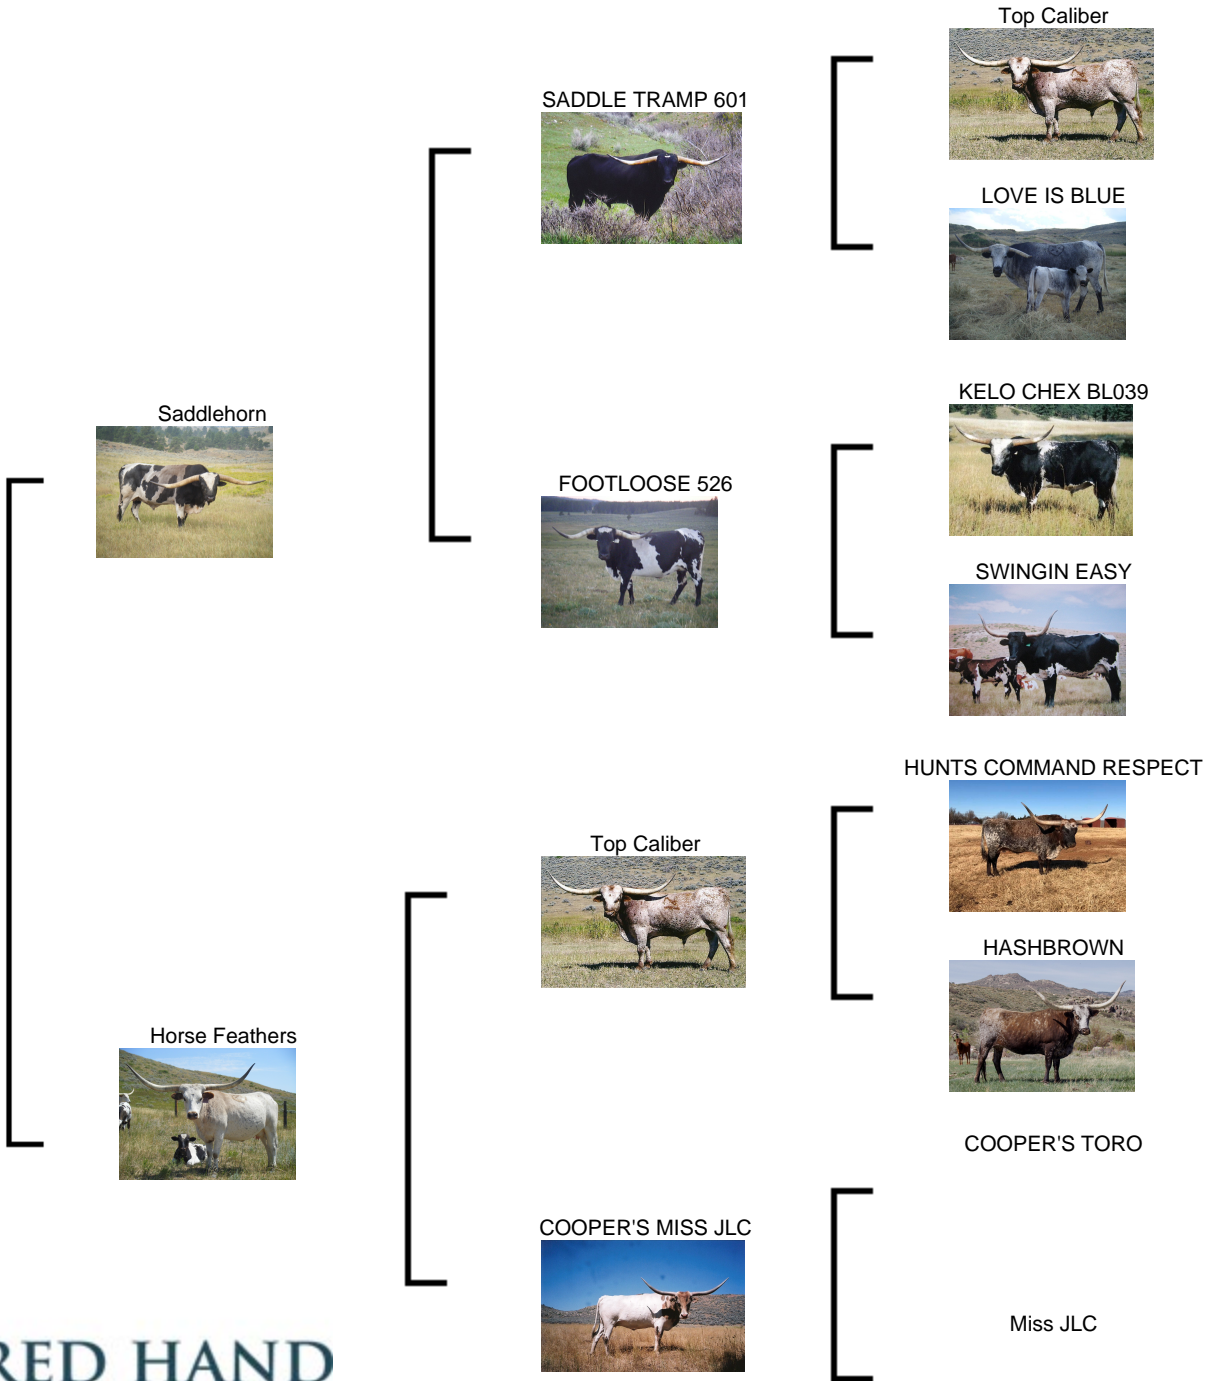 Top Caliber
SADDLE TRAMP 601
LOVE IS BLUE
Saddlehorn
KELO CHEX BL039
FOOTLOOSE 526
SWINGIN EASY
HUNTS COMMAND RESPECT
Top Caliber
HASHBROWN
Horse Feathers
COOPER'S TORO
COOPER'S MISS JLC
Miss JLC
RED HAND